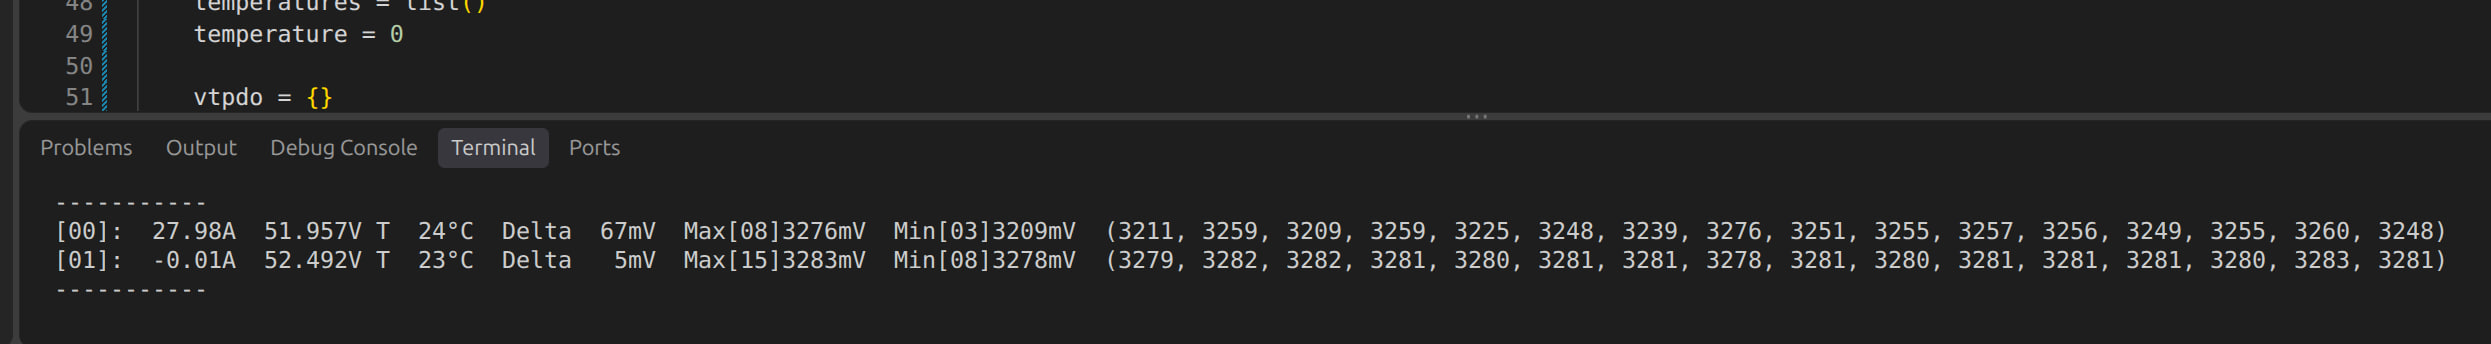 48 temperatures = list()
49 temperature = 0
50
51 vtpdo = {}
Problems Output Debug Console Terminal Ports
-----------
[00]:  27.98A  51.957V T  24°C  Delta  67mV  Max[08]3276mV  Min[03]3209mV  (3211, 3259, 3209, 3259, 3225, 3248, 3239, 3276, 3251, 3255, 3257, 3256, 3249, 3255, 3260, 3248)
[01]:  -0.01A  52.492V T  23°C  Delta   5mV  Max[15]3283mV  Min[08]3278mV  (3279, 3282, 3282, 3281, 3280, 3281, 3281, 3278, 3281, 3280, 3281, 3281, 3281, 3280, 3283, 3281)
-----------